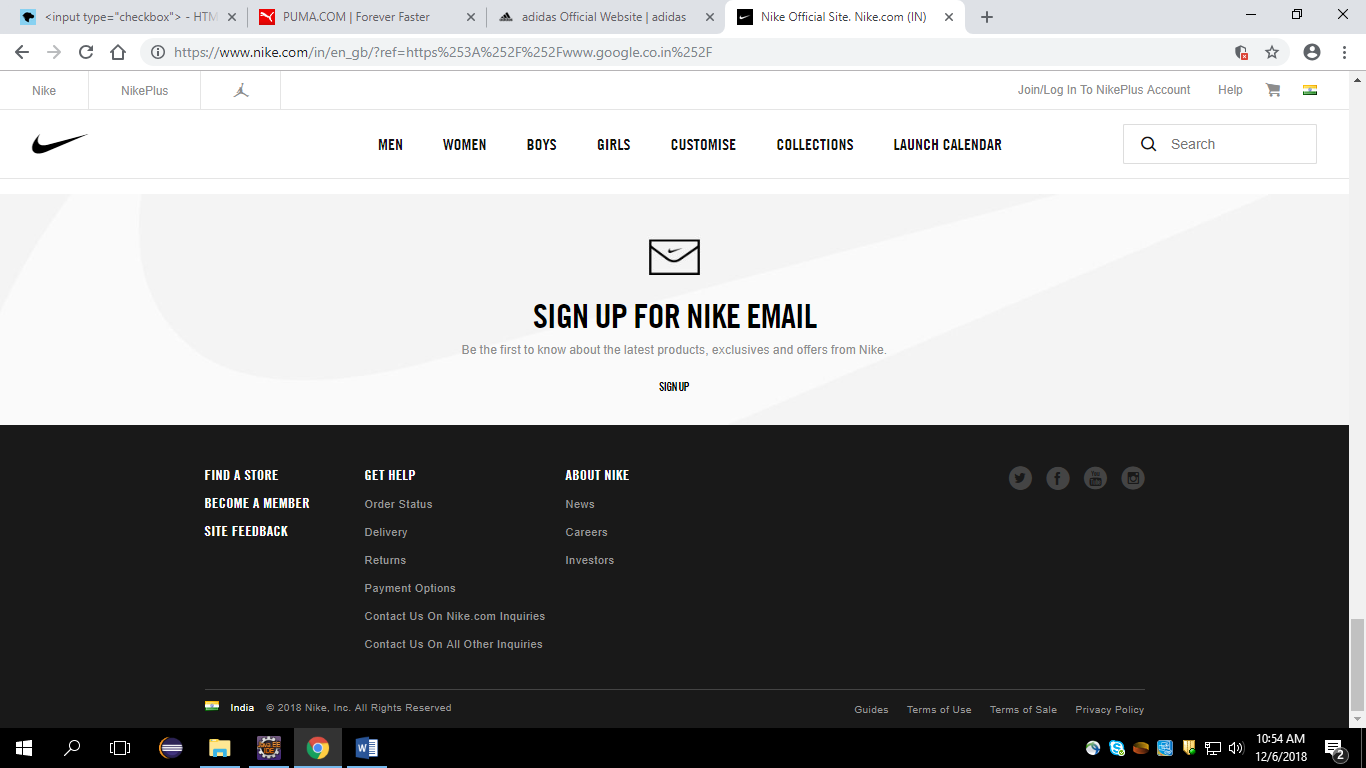 <input type="checkbox"> - HTM
PUMA.COM | Forever Faster
adidas Official Website | adidas
Nike Official Site. Nike.com (IN)
https://www.nike.com/in/en_gb/?ref=https%253A%252F%252Fwww.google.co.in%252F
Nike NikePlus Join/Log In To NikePlus Account Help
MEN WOMEN BOYS GIRLS CUSTOMISE COLLECTIONS LAUNCH CALENDAR Search
SIGN UP FOR NIKE EMAIL
Be the first to know about the latest products, exclusives and offers from Nike.
SIGN UP
FIND A STORE
BECOME A MEMBER
SITE FEEDBACK
GET HELP
Order Status
Delivery
Returns
Payment Options
Contact Us On Nike.com Inquiries
Contact Us On All Other Inquiries
ABOUT NIKE
News
Careers
Investors
You Tube
India © 2018 Nike, Inc. All Rights Reserved
Guides Terms of Use Terms of Sale Privacy Policy
10:54 AM
12/6/2018
2